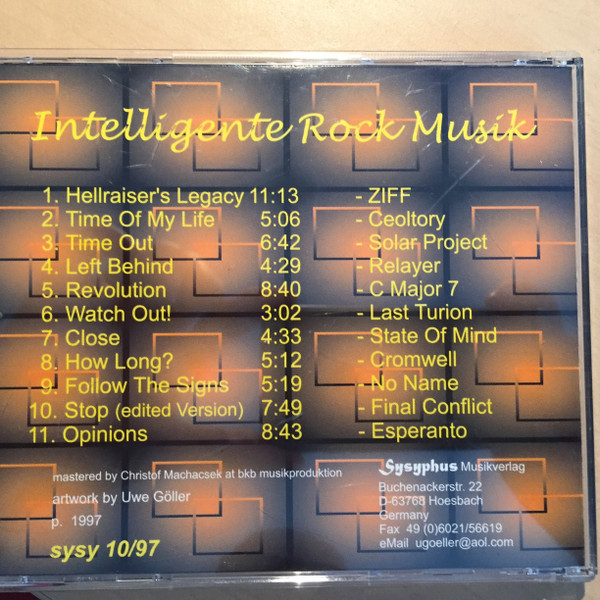 Intelligente Rock Musik
1. Hellraiser's Legacy 11:13 - ZIFF
2. Time Of My Life 5:06 - Ceoltory
3. Time Out 6:42 - Solar Project
4. Left Behind 4:29 - Relayer
5. Revolution 8:40 - C Major 7
6. Watch Out! 3:02 - Last Turion
7. Close 4:33 - State Of Mind
8. How Long? 5:12 - Cromwell
9. Follow The Signs 5:19 - No Name
10. Stop (edited Version) 7:49 - Final Conflict
11. Opinions 8:43 - Esperanto
mastered by Christof Machacsek at bkb musikproduktion
artwork by Uwe Göller
p. 1997
sysy 10/97
Sysyphus Musikverlag
Buchenackerstr. 22
D-63768 Hoesbach
Germany
Fax 49 (0)6021/56619
eMail ugoeller@aol.com